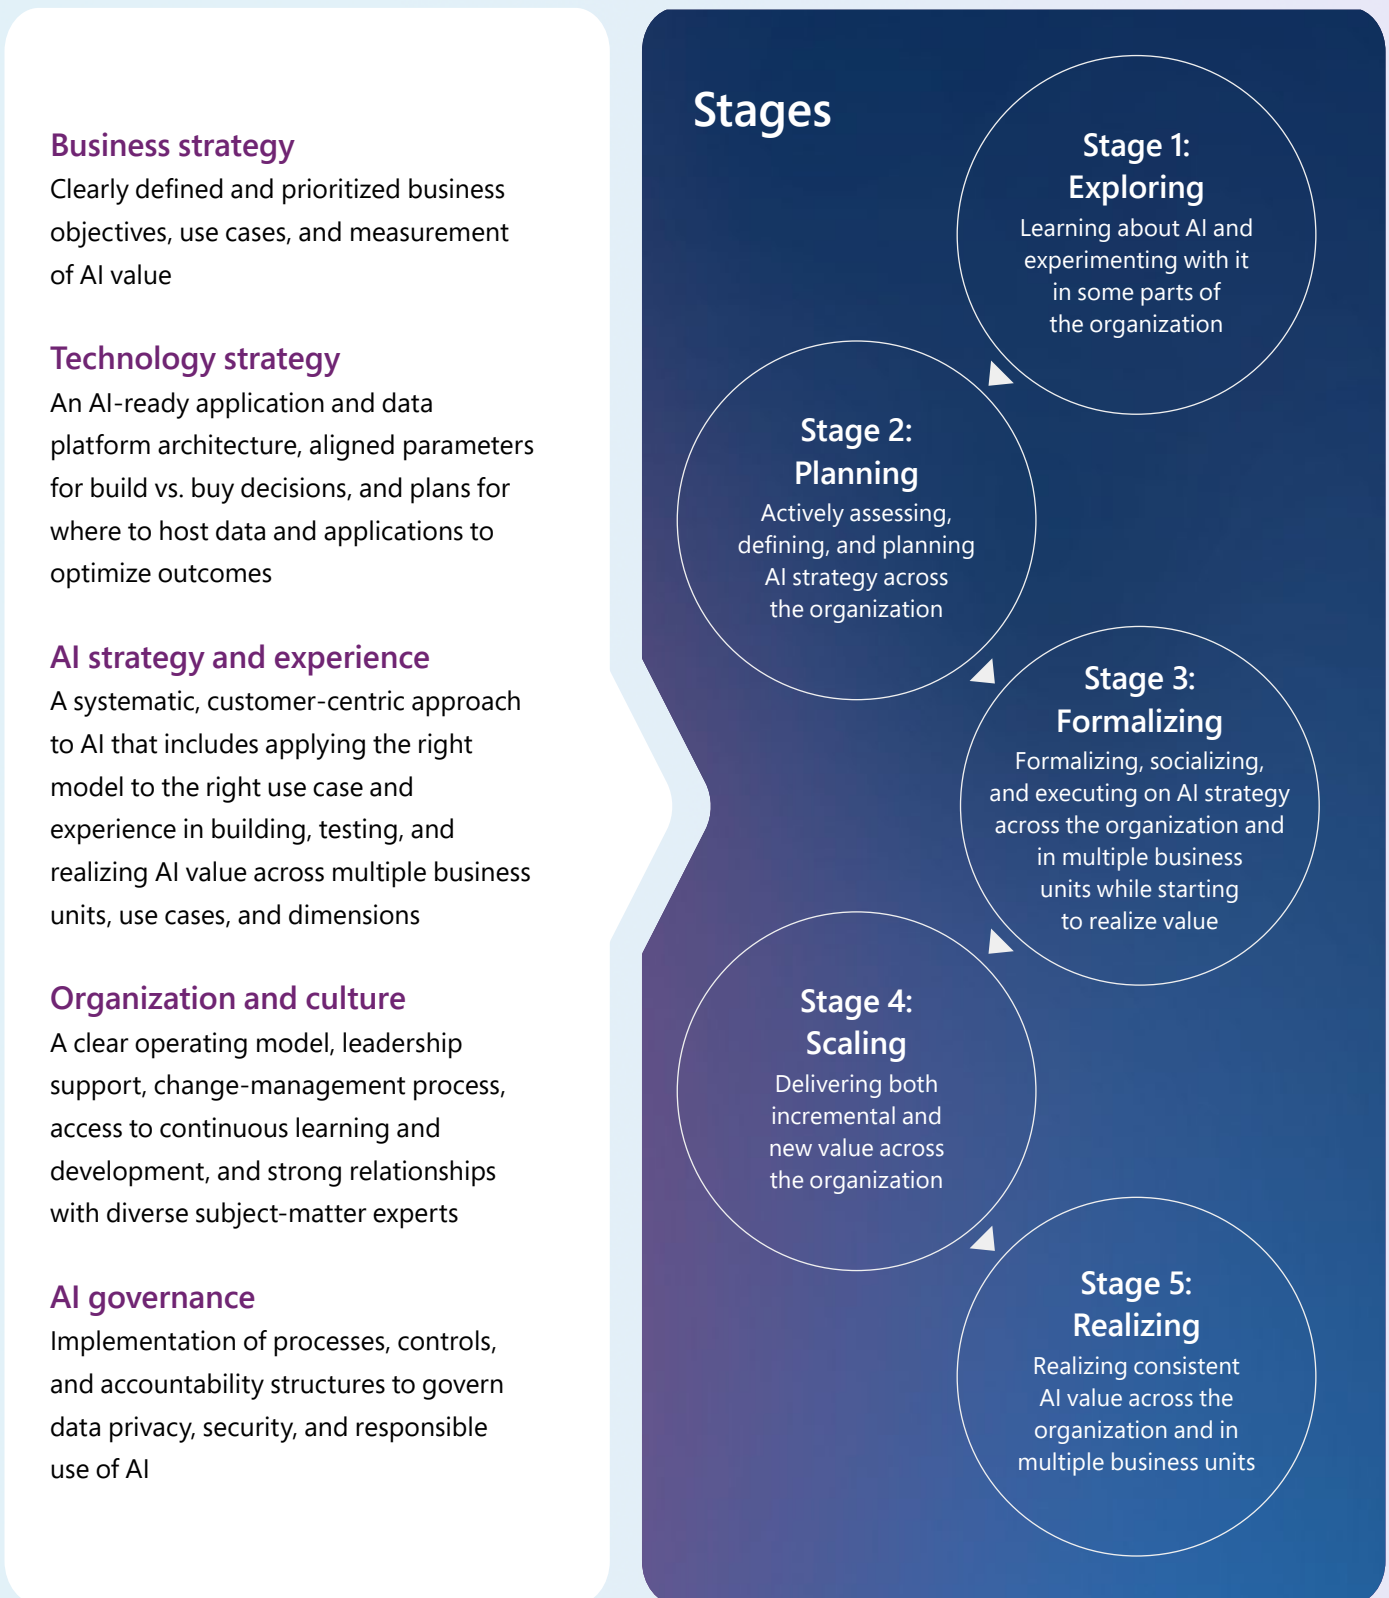 Business strategy
Clearly defined and prioritized business
objectives, use cases, and measurement
of AI value
Technology strategy
An AI-ready application and data
platform architecture, aligned parameters
for build vs. buy decisions, and plans for
where to host data and applications to
optimize outcomes
AI strategy and experience
A systematic, customer-centric approach
to AI that includes applying the right
model to the right use case and
experience in building, testing, and
realizing AI value across multiple business
units, use cases, and dimensions
Organization and culture
A clear operating model, leadership
support, change-management process,
access to continuous learning and
development, and strong relationships
with diverse subject-matter experts
AI governance
Implementation of processes, controls,
and accountability structures to govern
data privacy, security, and responsible
use of AI
Stages
Stage 1:
Exploring
Learning about AI and
experimenting with it
in some parts of
the organization
Stage 2:
Planning
Actively assessing,
defining, and planning
AI strategy across
the organization
Stage 3:
Formalizing
Formalizing, socializing,
and executing on AI strategy
across the organization and
in multiple business
units while starting
to realize value
Stage 4:
Scaling
Delivering both
incremental and
new value across
the organization
Stage 5:
Realizing
Realizing consistent
AI value across the
organization and in
multiple business units